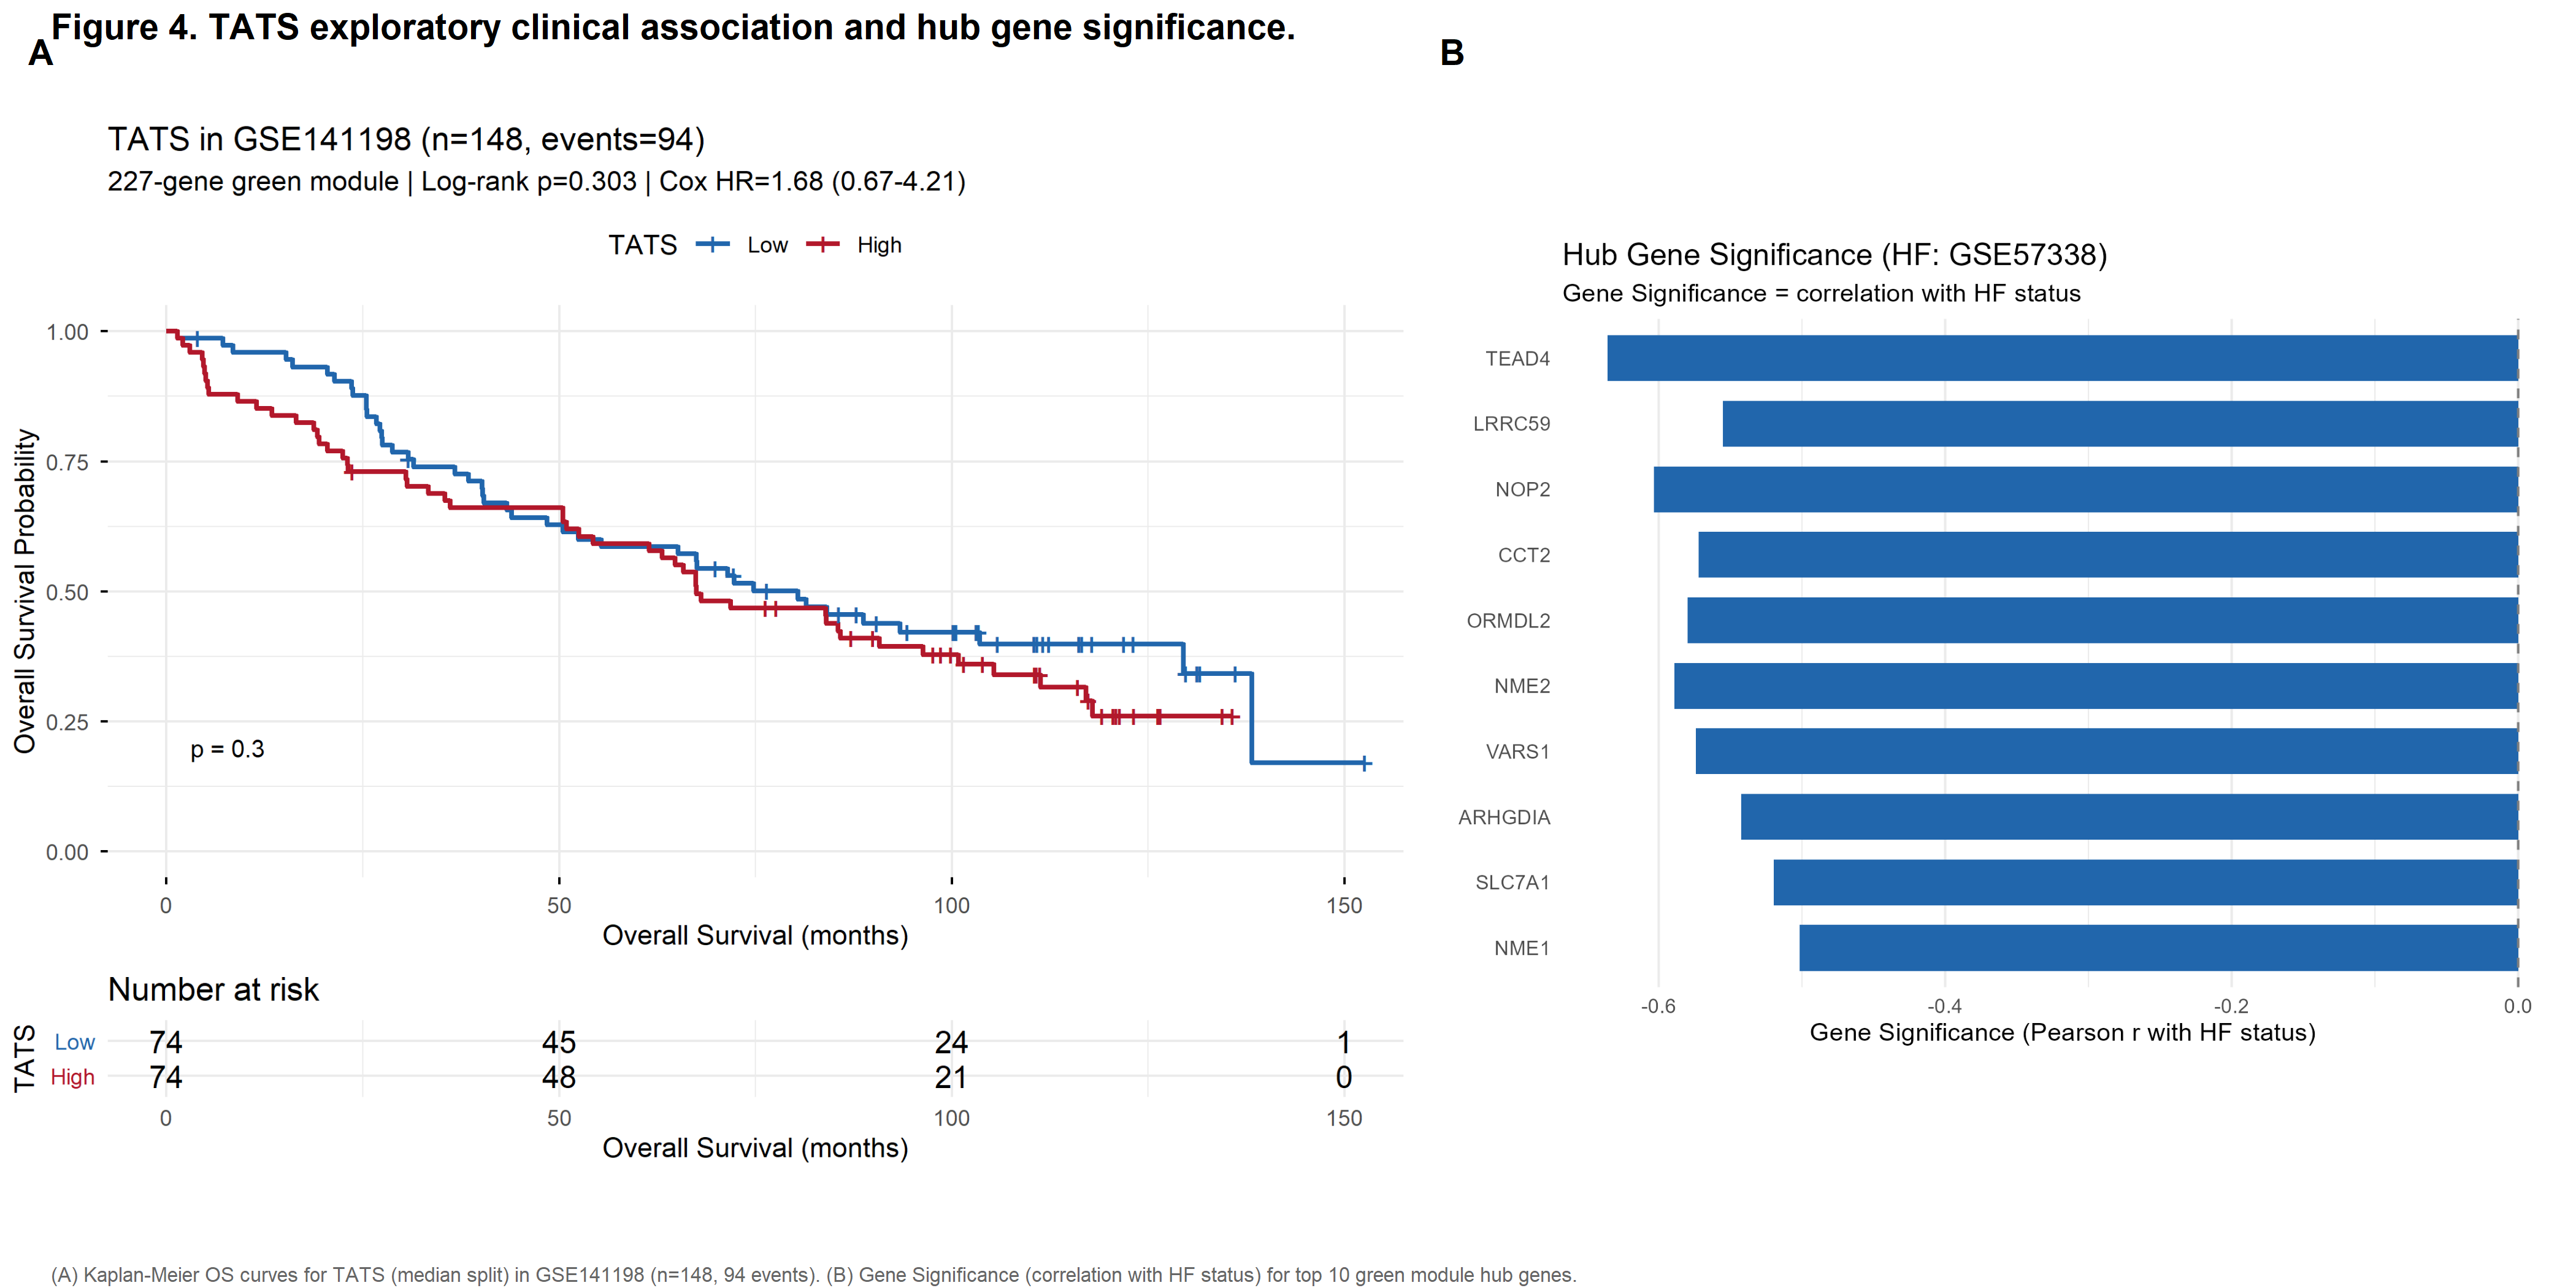 Figure 4. TATS exploratory clinical association and hub gene significance.
A
TATS in GSE141198 (n=148, events=94)
227-gene green module | Log-rank p=0.303 | Cox HR=1.68 (0.67-4.21)
TATS Low High
Overall Survival Probability
1.00
0.75
0.50
0.25
0.00
p = 0.3
0 50 100 150
Overall Survival (months)
Number at risk
TATS
Low 74 45 24 1
High 74 48 21 0
0 50 100 150
Overall Survival (months)
B
Hub Gene Significance (HF: GSE57338)
Gene Significance = correlation with HF status
TEAD4
LRRC59
NOP2
CCT2
ORMDL2
NME2
VARS1
ARHGDIA
SLC7A1
NME1
-0.6 -0.4 -0.2 0.0
Gene Significance (Pearson r with HF status)
(A) Kaplan-Meier OS curves for TATS (median split) in GSE141198 (n=148, 94 events). (B) Gene Significance (correlation with HF status) for top 10 green module hub genes.